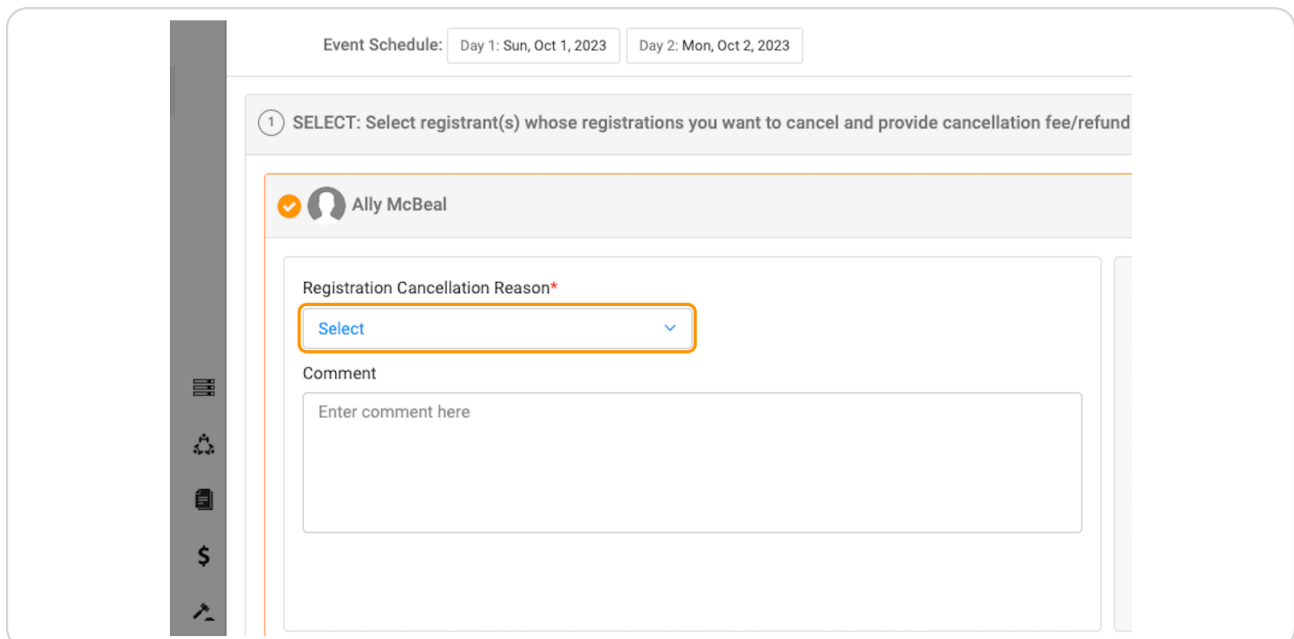 Event Schedule: Day 1: Sun, Oct 1, 2023 Day 2: Mon, Oct 2, 2023
1 SELECT: Select registrant(s) whose registrations you want to cancel and provide cancellation fee/refund
Ally McBeal
Registration Cancellation Reason*
Select
Comment
Enter comment here
$